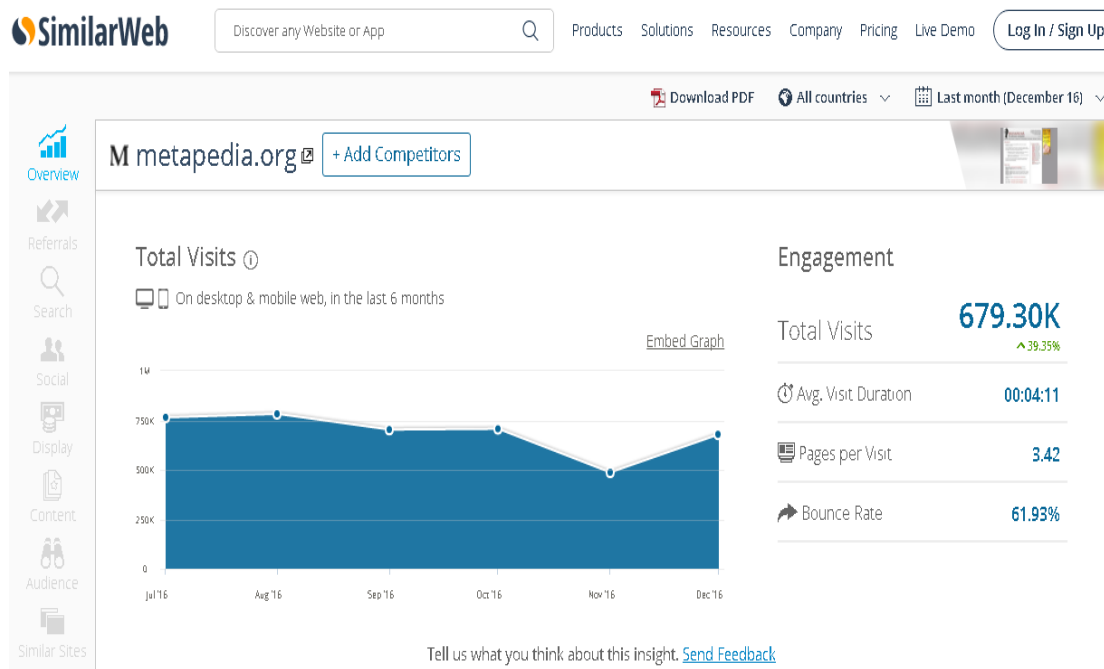 SimilarWeb
Discover any Website or App
Products Solutions Resources Company Pricing Live Demo Log In / Sign Up
Download PDF All countries Last month (December 16)
M metapedia.org + Add Competitors
Overview
Referrals
Search
Social
Display
Content
Audience
Similar Sites
Total Visits
On desktop & mobile web, in the last 6 months
Embed Graph
1M
750K
500K
250K
0
Jul '16 Aug '16 Sep '16 Oct '16 Nov '16 Dec '16
Engagement
Total Visits 679.30K
39.35%
Avg. Visit Duration 00:04:11
Pages per Visit 3.42
Bounce Rate 61.93%
Tell us what you think about this insight. Send Feedback